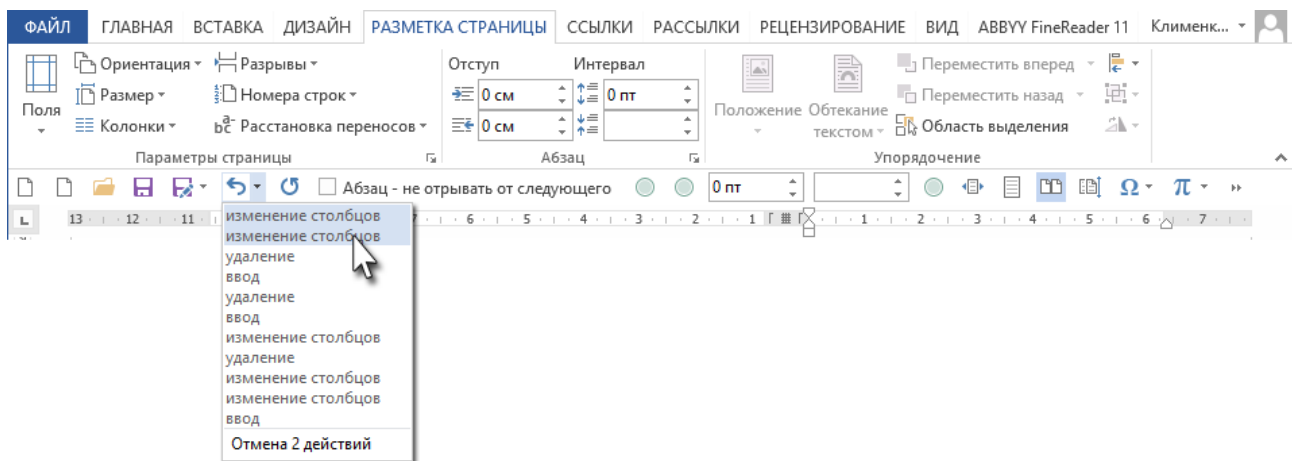 ФАЙЛ ГЛАВНАЯ ВСТАВКА ДИЗАЙН РАЗМЕТКА СТРАНИЦЫ ССЫЛКИ РАССЫЛКИ РЕЦЕНЗИРОВАНИЕ ВИД ABBYY FineReader 11 Клименк...
Поля
Ориентация
Размер
Колонки
Разрывы
Номера строк
Расстановка переносов
Параметры страницы
Отступ Интервал
0 см 0 пт
0 см
Абзац
Положение
Обтекание
текстом
Переместить вперед
Переместить назад
Область выделения
Упорядочение
Абзац - не отрывать от следующего 0 пт Ω π
L 13 12 11 7 6 5 4 3 2 1 1 2 3 4 5 6 7
изменение столбцов
изменение столбцов
удаление
ввод
удаление
ввод
изменение столбцов
удаление
изменение столбцов
изменение столбцов
ввод
Отмена 2 действий